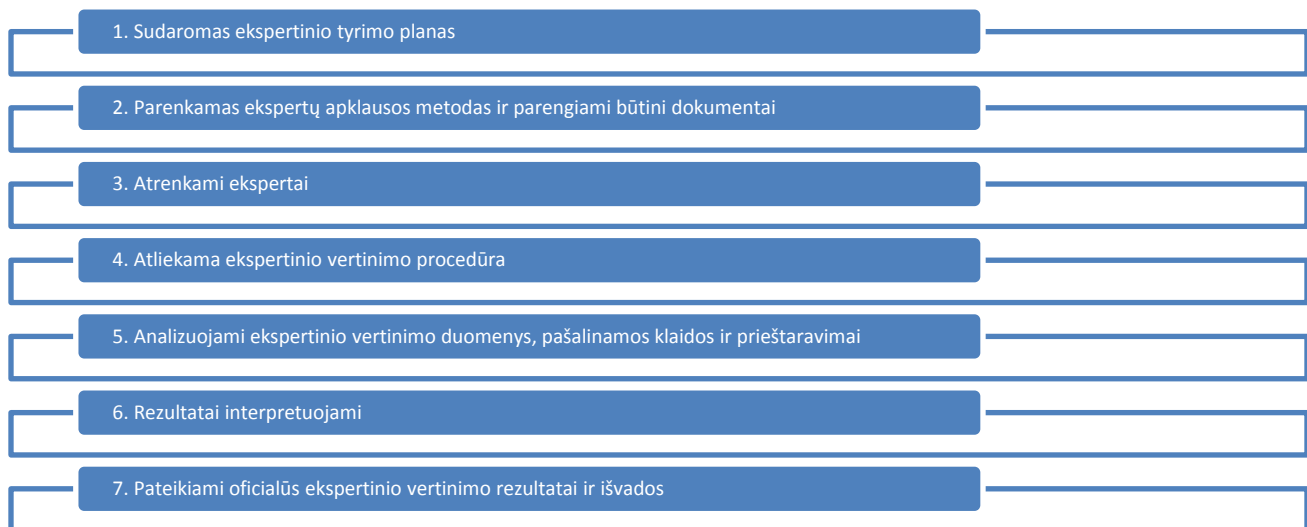 1. Sudaromas ekspertinio tyrimo planas
2. Parenkamas ekspertų apklausos metodas ir parengiami būtini dokumentai
3. Atrenkami ekspertai
4. Atliekama ekspertinio vertinimo procedūra
5. Analizuojami ekspertinio vertinimo duomenys, pašalinamos klaidos ir prieštaravimai
6. Rezultatai interpretuojami
7. Pateikiami oficialūs ekspertinio vertinimo rezultatai ir išvados